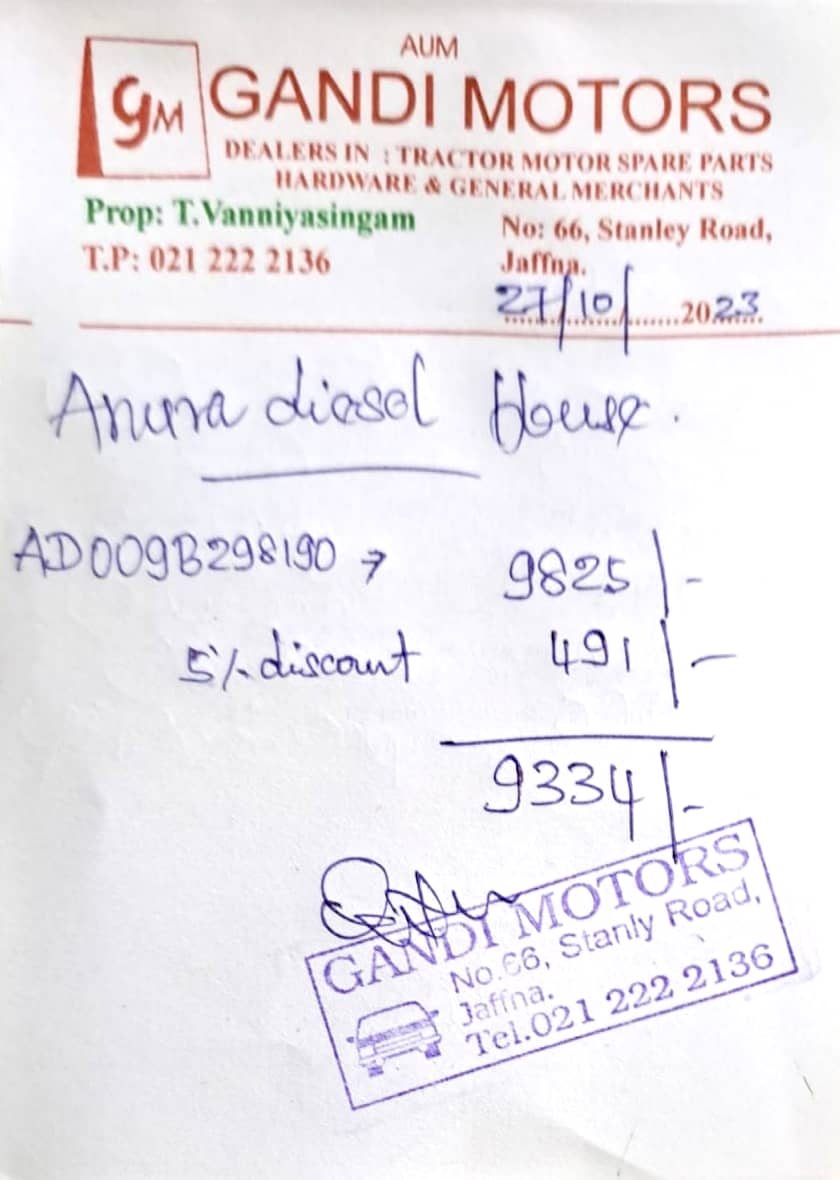 AUM
GM GANDI MOTORS
DEALERS IN : TRACTOR MOTOR SPARE PARTS
HARDWARE & GENERAL MERCHANTS
Prop: T.Vanniyasingam
No: 66, Stanley Road,
T.P: 021 222 2136
Jaffna.
27/10/2023
Anura diesel House.
AD009B298190 → 9825/-
5% discount 491/-
9334/-
GANDI MOTORS
No.66, Stanly Road,
Jaffna.
Tel.021 222 2136